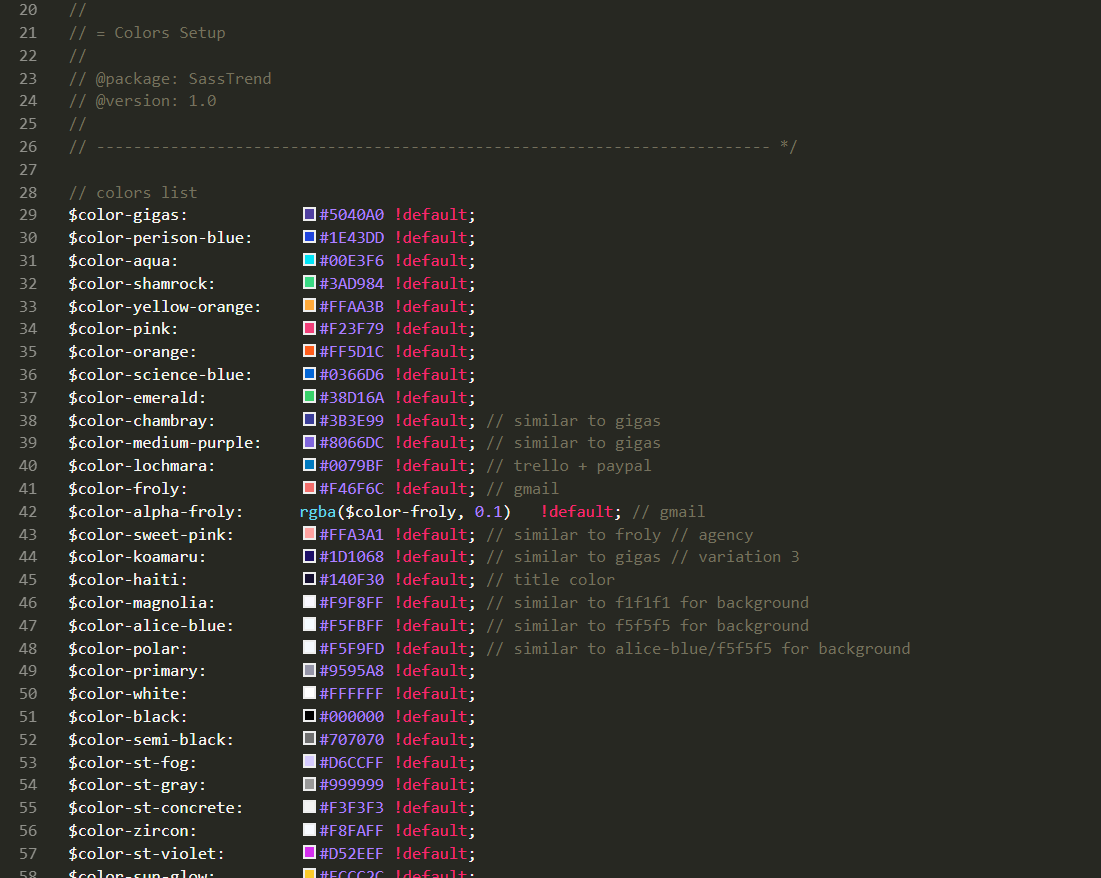 20 //
21 // = Colors Setup
22 //
23 // @package: SassTrend
24 // @version: 1.0
25 //
26 // ------------------------------------------------------------------------- */
27
28 // colors list
29 $color-gigas: #5040A0 !default;
30 $color-perison-blue: #1E43DD !default;
31 $color-aqua: #00E3F6 !default;
32 $color-shamrock: #3AD984 !default;
33 $color-yellow-orange: #FFAA3B !default;
34 $color-pink: #F23F79 !default;
35 $color-orange: #FF5D1C !default;
36 $color-science-blue: #0366D6 !default;
37 $color-emerald: #38D16A !default;
38 $color-chambray: #3B3E99 !default; // similar to gigas
39 $color-medium-purple: #8066DC !default; // similar to gigas
40 $color-lochmara: #0079BF !default; // trello + paypal
41 $color-froly: #F46F6C !default; // gmail
42 $color-alpha-froly: rgba($color-froly, 0.1) !default; // gmail
43 $color-sweet-pink: #FFA3A1 !default; // similar to froly // agency
44 $color-koamaru: #1D1068 !default; // similar to gigas // variation 3
45 $color-haiti: #140F30 !default; // title color
46 $color-magnolia: #F9F8FF !default; // similar to f1f1f1 for background
47 $color-alice-blue: #F5FBFF !default; // similar to f5f5f5 for background
48 $color-polar: #F5F9FD !default; // similar to alice-blue/f5f5f5 for background
49 $color-primary: #9595A8 !default;
50 $color-white: #FFFFFF !default;
51 $color-black: #000000 !default;
52 $color-semi-black: #707070 !default;
53 $color-st-fog: #D6CCFF !default;
54 $color-st-gray: #999999 !default;
55 $color-st-concrete: #F3F3F3 !default;
56 $color-zircon: #F8FAFF !default;
57 $color-st-violet: #D52EEF !default;
58 $color-sun-glow: #FCCC2C !default;